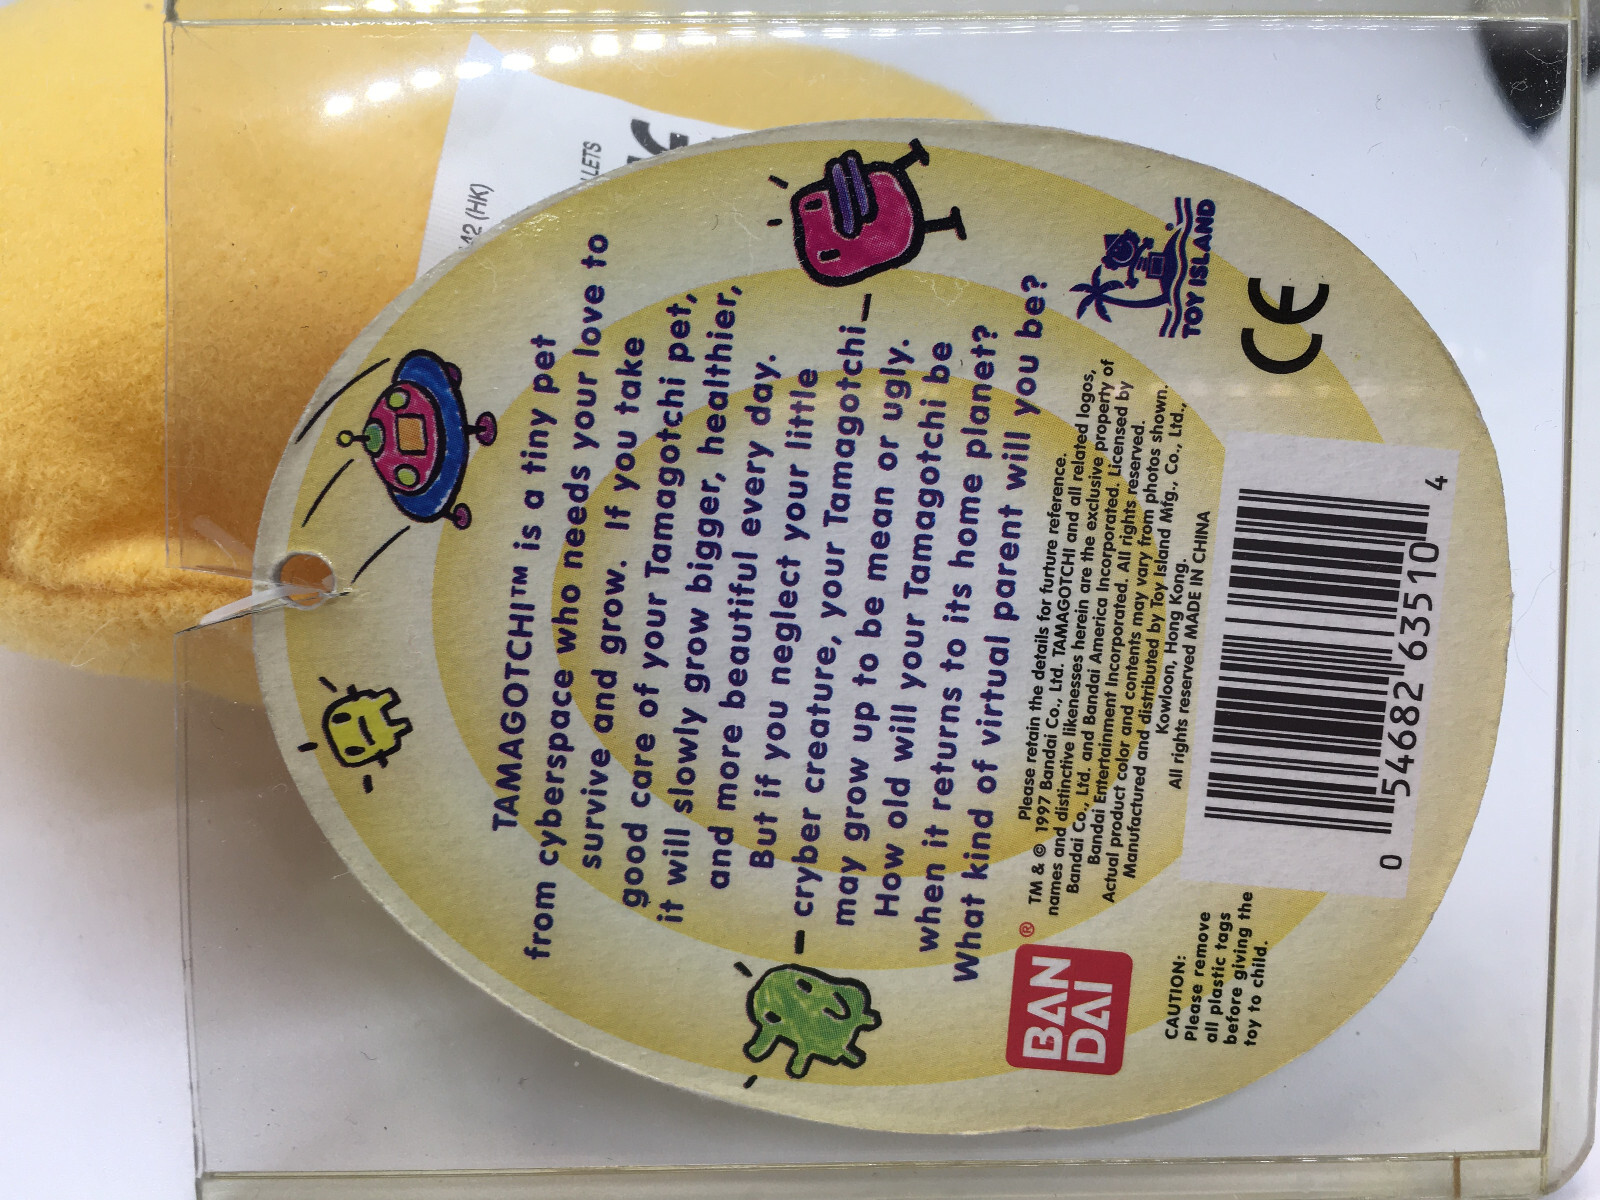 TAMAGOTCHI™ is a tiny pet
from cyberspace who needs your love to
survive and grow. If you take
good care of your Tamagotchi pet,
it will slowly grow bigger, healthier,
and more beautiful every day.
But if you neglect your little
cryber creature, your Tamagotchi
may grow up to be mean or ugly.
How old will your Tamagotchi be
when it returns to its home planet?
What kind of virtual parent will you be?
BAN
DAI
®
Please retain the details for furture reference.
TM & © 1997 Bandai Co., Ltd. TAMAGOTCHI and all related logos,
names and distinctive likenesses herein are the exclusive property of
Bandai Co., Ltd. and Bandai America Incorporated. Licensed by
Bandai Entertainment Incorporated. All rights reserved.
Actual product color and contents may vary from photos shown.
Manufactured and distributed by Toy Island Mfg., Co., Ltd.,
Kowloon, Hong Kong.
All rights reserved MADE IN CHINA
TOY ISLAND
CE
CAUTION:
Please remove
all plastic tags
before giving the
toy to child.
0 54682 63510 4
(HK)